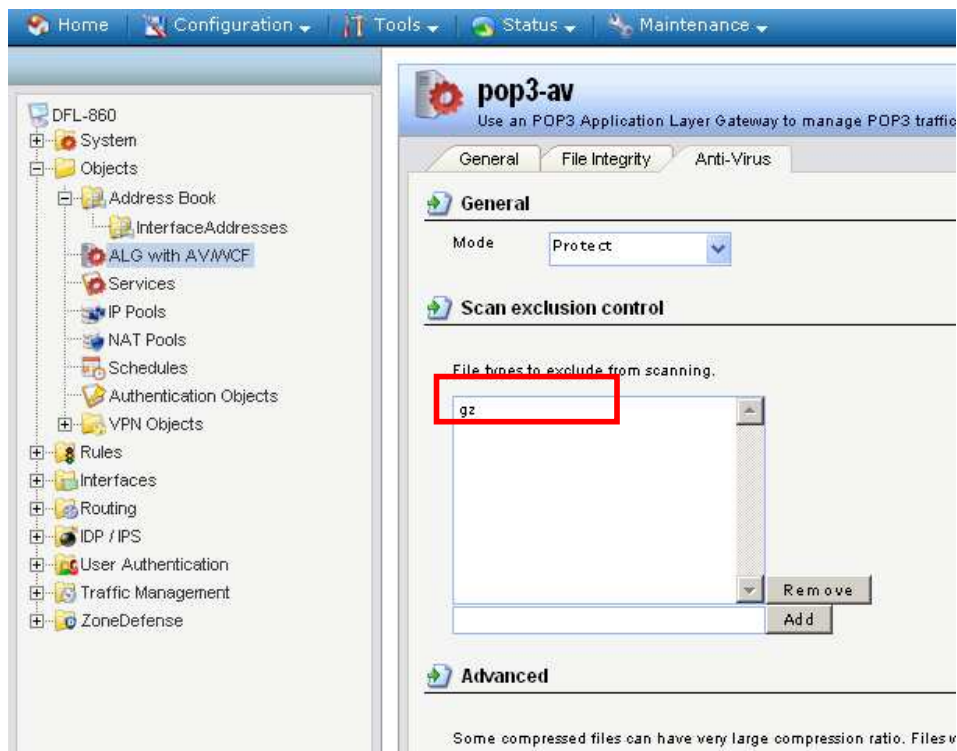 Home Configuration Tools Status Maintenance
DFL-860
System
Objects
Address Book
InterfaceAddresses
ALG with AV/WCF
Services
IP Pools
NAT Pools
Schedules
Authentication Objects
VPN Objects
Rules
Interfaces
Routing
IDP / IPS
User Authentication
Traffic Management
ZoneDefense
pop3-av
Use an POP3 Application Layer Gateway to manage POP3 traffic
General File Integrity Anti-Virus
General
Mode Protect
Scan exclusion control
File types to exclude from scanning.
gz
Remove
Add
Advanced
Some compressed files can have very large compression ratio. Files